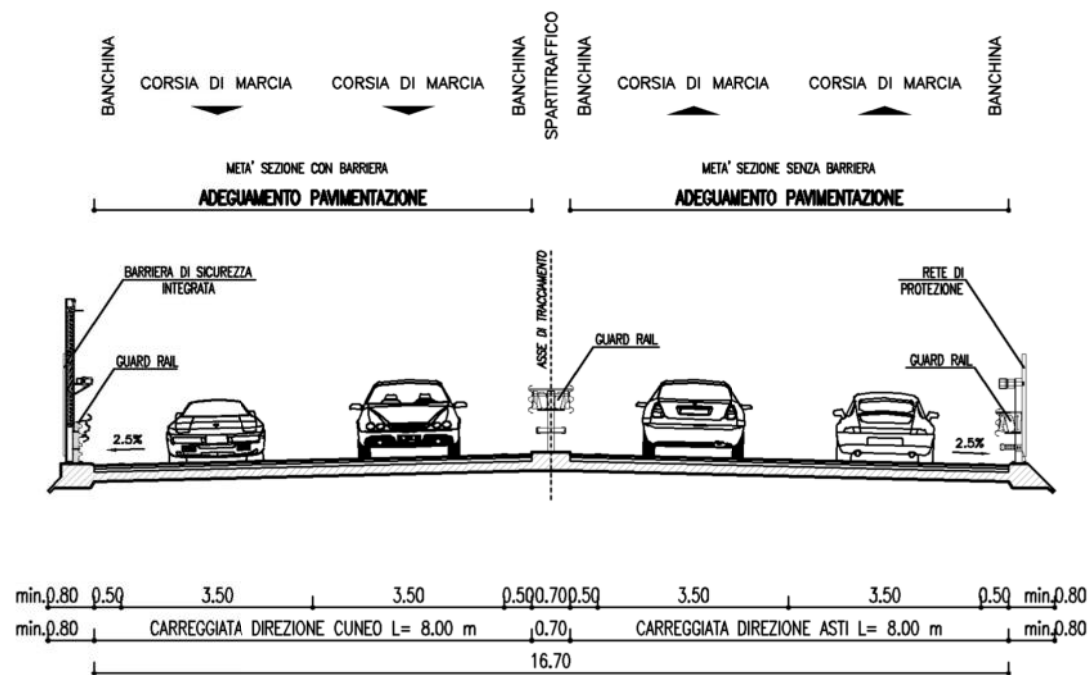 BANCHINA
CORSIA DI MARCIA
CORSIA DI MARCIA
BANCHINA
SPARTITRAFFICO
BANCHINA
CORSIA DI MARCIA
CORSIA DI MARCIA
BANCHINA
META' SEZIONE CON BARRIERA
ADEGUAMENTO PAVIMENTAZIONE
META' SEZIONE SENZA BARRIERA
ADEGUAMENTO PAVIMENTAZIONE
BARRIERA DI SICUREZZA
INTEGRATA
GUARD RAIL
ASSE DI TRACCIAMENTO
GUARD RAIL
RETE DI
PROTEZIONE
GUARD RAIL
2.5%
2.5%
min.0.80 0.50 3.50 3.50 0.50 0.70 0.50 3.50 3.50 0.50 min.0.80
min.0.80 CARREGGIATA DIREZIONE CUNEO L= 8.00 m 0.70 CARREGGIATA DIREZIONE ASTI L= 8.00 m min.0.80
16.70